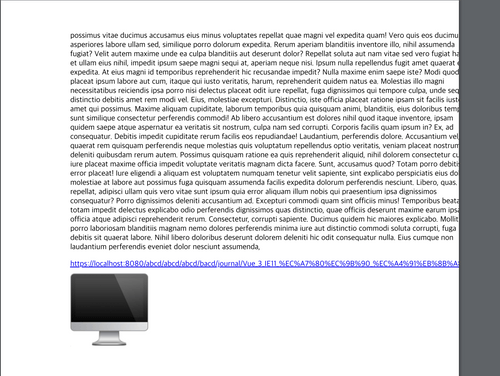 possimus vitae ducimus accusamus eius minus voluptates repellat quae magni vel expedita quam! Vero quis eos ducimu
asperiores labore ullam sed, similique porro dolorum expedita. Rerum aperiam blanditiis inventore illo, nihil assumenda
fugiat? Velit autem maxime unde ea culpa blanditiis aut deserunt dolor? Repellat soluta aut nam vitae sed vero fugiat ha
et ullam eius nihil, impedit ipsum saepe magni sequi at, aperiam neque nisi. Ipsum nulla repellendus fugit amet quaerat e
expedita. At eius magni id temporibus reprehenderit hic recusandae impedit? Nulla maxime enim saepe iste? Modi quod
placeat ipsum labore aut cum, itaque qui iusto veritatis, harum, reprehenderit quidem natus ea. Molestias illo magni
necessitatibus reiciendis ipsa porro nisi delectus placeat odit iure repellat, fuga dignissimos qui tempore culpa, unde seq
distinctio debitis amet rem modi vel. Eius, molestiae excepturi. Distinctio, iste officia placeat ratione ipsam sit facilis iusto
amet qui possimus. Maxime aliquam cupiditate, laborum temporibus quia quisquam animi, blanditiis, eius doloribus tem
sunt similique consectetur perferendis commodi! Ab libero accusantium est dolores nihil quod itaque inventore, ipsam
quidem saepe atque aspernatur ea veritatis sit nostrum, culpa nam sed corrupti. Corporis facilis quam ipsum in? Ex, ad
consequatur. Debitis impedit cupiditate rerum facilis eos repudiandae! Laudantium, perferendis dolore. Accusantium vel
quaerat rem quisquam perferendis neque molestias quis voluptatum repellendus optio veritatis, veniam placeat nostrum
deleniti quibusdam rerum autem. Possimus quisquam ratione ea quis reprehenderit aliquid, nihil dolorem consectetur cu
iure placeat maxime officia impedit voluptate veritatis magnam dicta facere. Sunt, accusamus quod? Totam porro debitis
error placeat! Iure eligendi a aliquam est voluptatem numquam tenetur velit sapiente, sint explicabo perspiciatis eius dol
molestiae at labore aut possimus fuga quisquam assumenda facilis expedita dolorum perferendis nesciunt. Libero, quas.
repellat, adipisci ullam quis vero vitae sunt ipsum quia error aliquam illum nobis qui praesentium ipsa dignissimos
consequatur? Porro dignissimos deleniti accusantium ad. Excepturi commodi quam sint officiis minus! Temporibus beata
totam impedit delectus explicabo odio perferendis dignissimos quas distinctio, quae officiis deserunt maxime earum ipsa
officia atque adipisci reprehenderit rerum. Consectetur, corrupti sapiente. Ducimus quidem hic maiores explicabo. Mollit
porro laboriosam blanditiis magnam nemo dolores perferendis minima iure aut distinctio commodi soluta corrupti, fuga
debitis sit quaerat labore. Nihil libero doloribus deserunt dolorem deleniti hic odit consequatur nulla. Eius cumque non
laudantium perferendis eveniet dolor nesciunt assumenda,
https://localhost:8080/abcd/abcd/abcd/bacd/journal/Vue_3_IE11_%EC%A7%80%EC%9B%90_%EC%A4%91%EB%8B%A